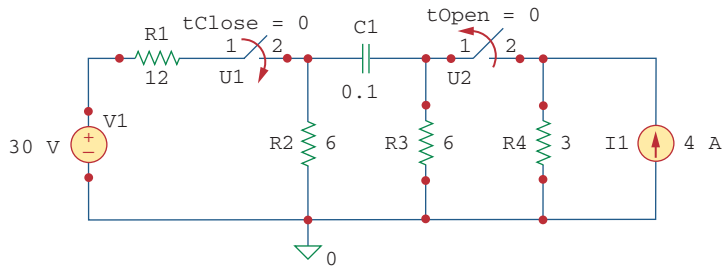 tClose = 0
C1
tOpen = 0
R1
1
2
1
2
12
U1
0.1
U2
V1
30 V
+
−
R2
6
R3
6
R4
3
I1
4 A
0